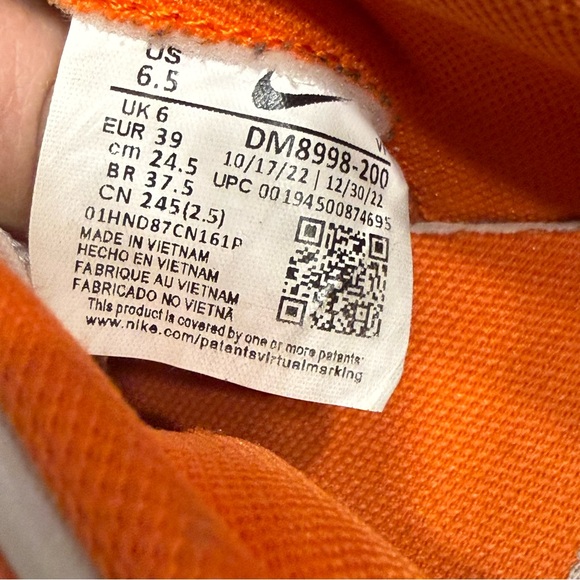 US
6.5
UK 6
EUR 39
cm 24.5
BR 37.5
CN 245(2.5)
DM8998-200
10/17/22 | 12/30/22
UPC 00194500874695
01HND87CN161P
MADE IN VIETNAM
HECHO EN VIETNAM
FABRIQUE AU VIETNAM
FABRICADO NO VIETNÃ
This product is covered by one or more patents:
www.nike.com/patentsvirtualmarking